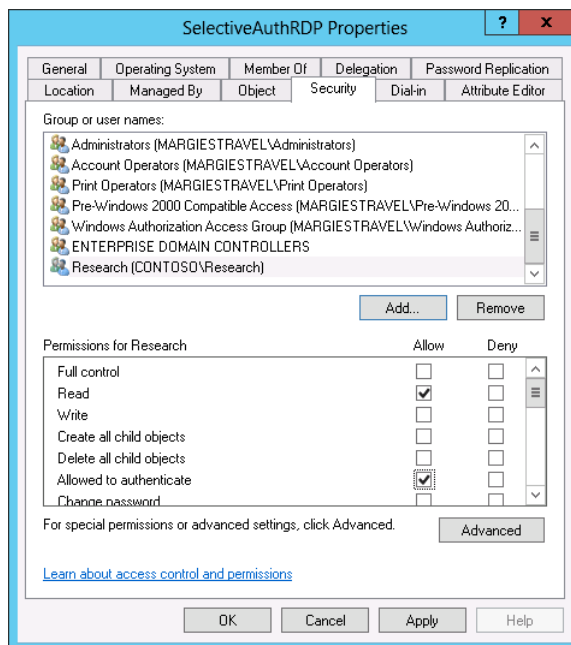 SelectiveAuthRDP Properties
? x
General Operating System Member Of Delegation Password Replication
Location Managed By Object Security Dial-in Attribute Editor
Group or user names:
Administrators (MARGIESTRAVEL\Administrators)
Account Operators (MARGIESTRAVEL\Account Operators)
Print Operators (MARGIESTRAVEL\Print Operators)
Pre-Windows 2000 Compatible Access (MARGIESTRAVEL\Pre-Windows 20...
Windows Authorization Access Group (MARGIESTRAVEL\Windows Authoriz...
ENTERPRISE DOMAIN CONTROLLERS
Research (CONTOSO\Research)
Add... Remove
Permissions for Research Allow Deny
Full control
Read
Write
Create all child objects
Delete all child objects
Allowed to authenticate
Change password
For special permissions or advanced settings, click Advanced. Advanced
Learn about access control and permissions
OK Cancel Apply Help